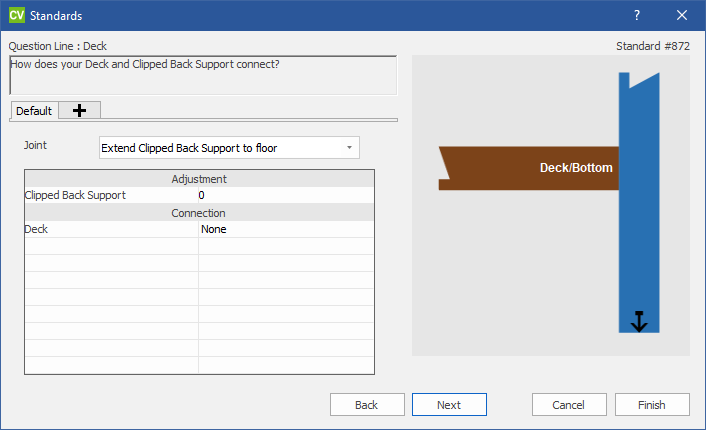 CV Standards ?
Question Line : Deck Standard #872
How does your Deck and Clipped Back Support connect?
Default
Joint Extend Clipped Back Support to floor
Adjustment
Clipped Back Support 0
Connection
Deck None
Deck/Bottom
Back Next Cancel Finish